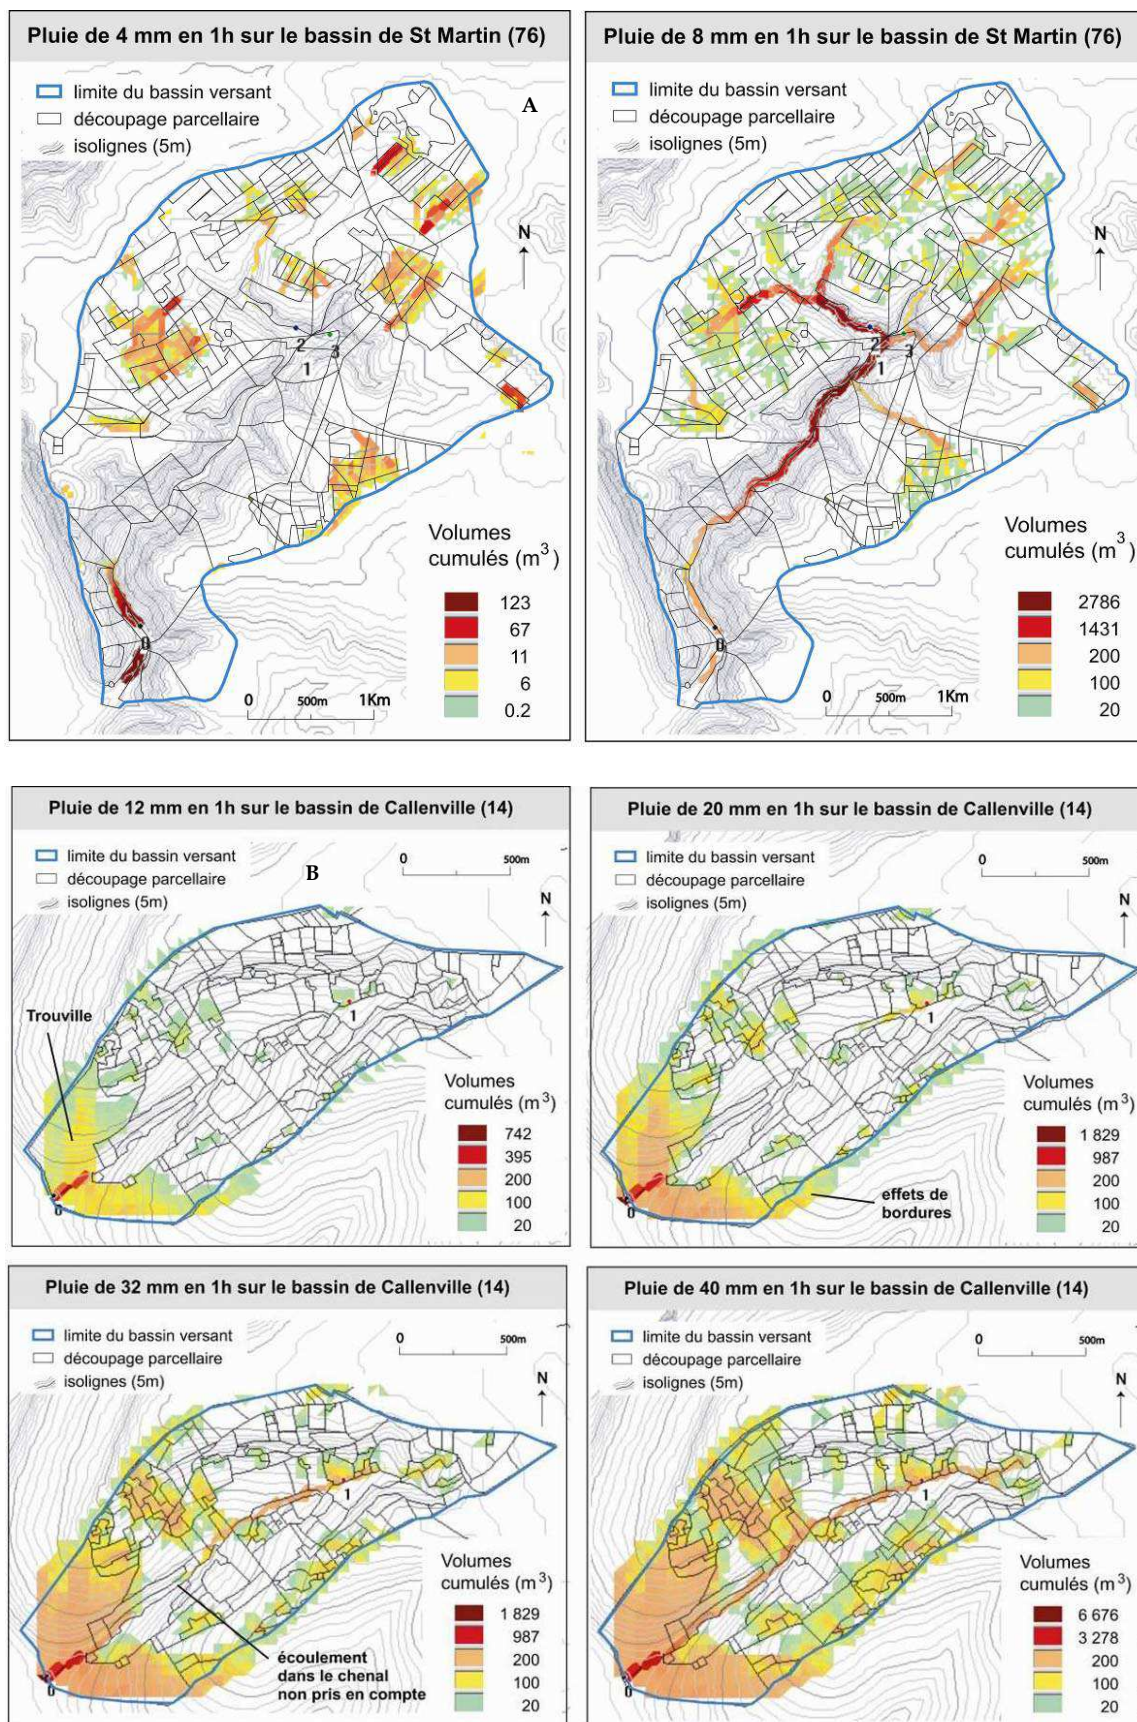 Pluie de 4 mm en 1h sur le bassin de St Martin (76)
limite du bassin versant
A
découpage parcellaire
isolignes (5m)
N
2
3
1
Volumes
cumulés (m³)
123
67
11
6
0.2
0
0
500m
1Km
Pluie de 8 mm en 1h sur le bassin de St Martin (76)
limite du bassin versant
découpage parcellaire
isolignes (5m)
N
2
3
1
Volumes
cumulés (m³)
2786
1431
200
100
20
0
0
500m
1Km
Pluie de 12 mm en 1h sur le bassin de Callenville (14)
limite du bassin versant
découpage parcellaire
isolignes (5m)
B
0
500m
N
Trouville
1
0
Volumes
cumulés (m³)
742
395
200
100
20
Pluie de 20 mm en 1h sur le bassin de Callenville (14)
limite du bassin versant
découpage parcellaire
isolignes (5m)
0
500m
N
1
0
effets de
bordures
Volumes
cumulés (m³)
1 829
987
200
100
20
Pluie de 32 mm en 1h sur le bassin de Callenville (14)
limite du bassin versant
découpage parcellaire
isolignes (5m)
0
500m
N
1
0
écoulement
dans le chenal
non pris en compte
Volumes
cumulés (m³)
1 829
987
200
100
20
Pluie de 40 mm en 1h sur le bassin de Callenville (14)
limite du bassin versant
découpage parcellaire
isolignes (5m)
0
500m
N
1
0
Volumes
cumulés (m³)
6 676
3 278
200
100
20